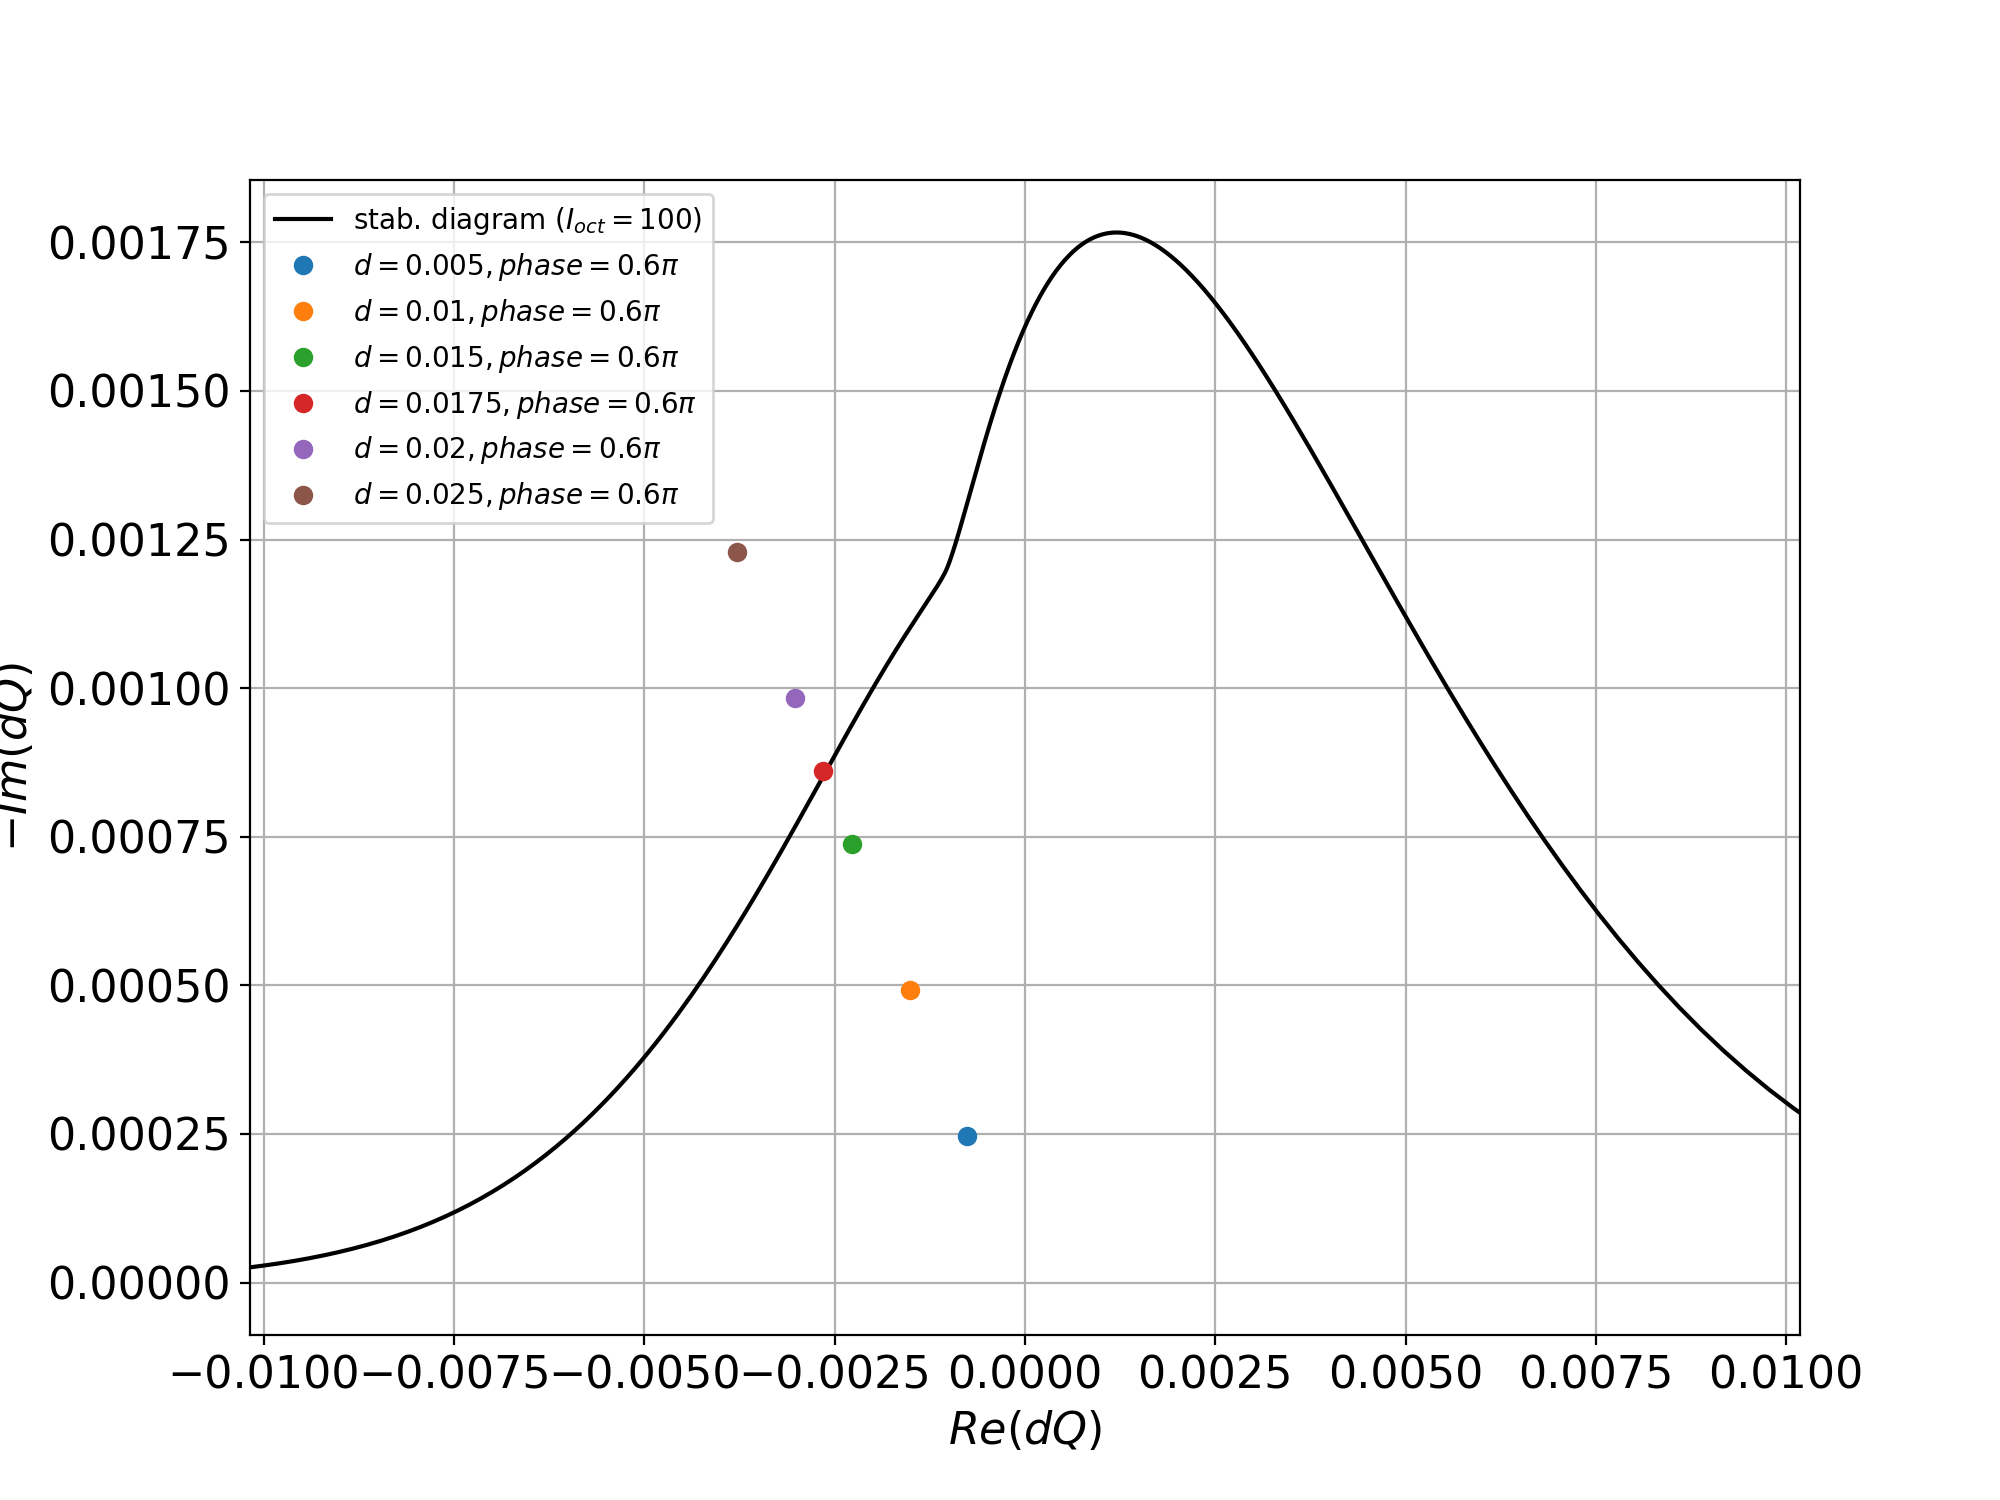 stab. diagram (I_oct = 100)
d = 0.005, phase = 0.6π
d = 0.01, phase = 0.6π
d = 0.015, phase = 0.6π
d = 0.0175, phase = 0.6π
d = 0.02, phase = 0.6π
d = 0.025, phase = 0.6π
0.00175
0.00150
0.00125
0.00100
0.00075
0.00050
0.00025
0.00000
−Im(dQ)
−0.0100 −0.0075 −0.0050 −0.0025 0.0000 0.0025 0.0050 0.0075 0.0100
Re(dQ)